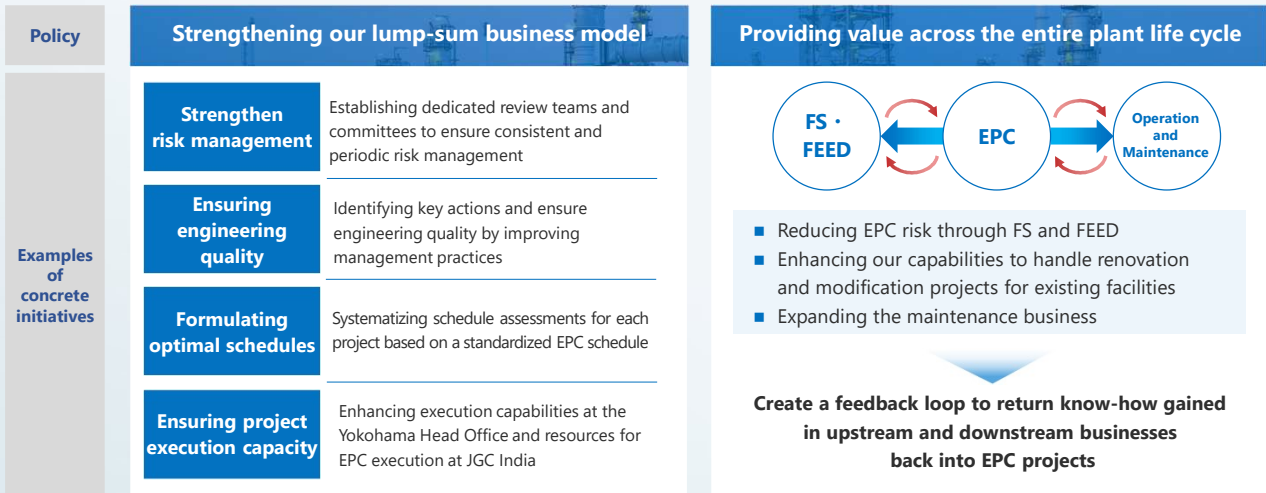 Policy
Strengthening our lump-sum business model
Providing value across the entire plant life cycle
Examples
of
concrete
initiatives
Strengthen
risk management
Establishing dedicated review teams and
committees to ensure consistent and
periodic risk management
Ensuring
engineering
quality
Identifying key actions and ensure
engineering quality by improving
management practices
Formulating
optimal schedules
Systematizing schedule assessments for each
project based on a standardized EPC schedule
Ensuring project
execution capacity
Enhancing execution capabilities at the
Yokohama Head Office and resources for
EPC execution at JGC India
FS・
FEED
EPC
Operation
and
Maintenance
■ Reducing EPC risk through FS and FEED
■ Enhancing our capabilities to handle renovation
and modification projects for existing facilities
■ Expanding the maintenance business
Create a feedback loop to return know-how gained
in upstream and downstream businesses
back into EPC projects